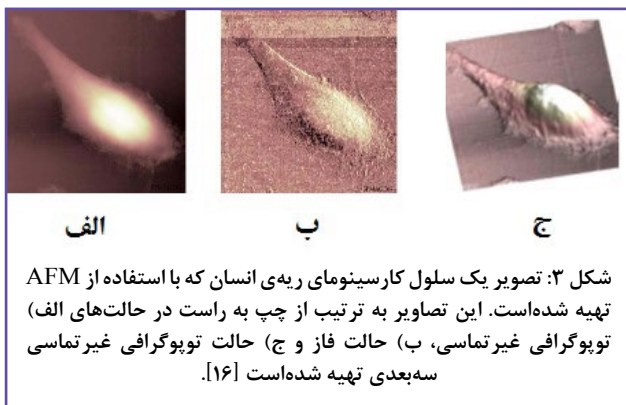 الف
ب
ج
شکل ۳: تصویر یک سلول کارسینومای ریه‌ی انسان که با استفاده از AFM
تهیه شده‌است. این تصاویر به ترتیب از چپ به راست در حالت‌های الف)
توپوگرافی غیرتماسی، ب) حالت فاز و ج) حالت توپوگرافی غیرتماسی
سه‌بعدی تهیه شده‌است [۱۶].